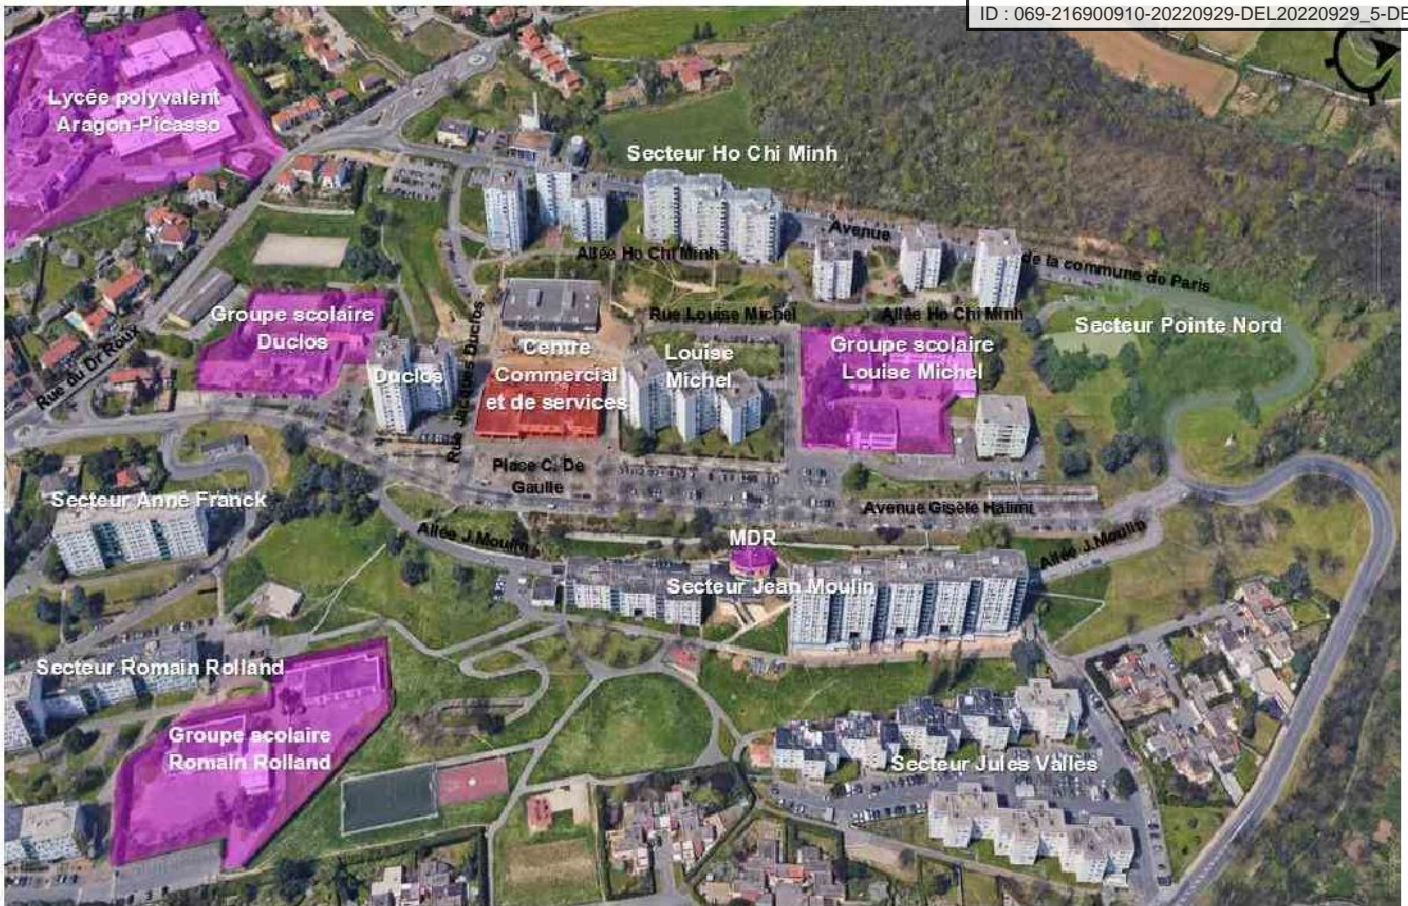 ID : 069-216900910-20220929-DEL20220929_5-DE
Lycée polyvalent
Aragon-Picasso
Secteur Ho Chi Minh
Avenue
de la commune de Paris
Allée Ho Chi Minh
Rue Louise Michel
Allée Ho Chi Minh
Secteur Pointe Nord
Groupe scolaire
Duclos
Rue du Dr Roux
Duclos
Rue Jacques Duclos
Centre
Commercial
et de services
Louise
Michel
Groupe scolaire
Louise Michel
Place C. De
Gaulle
Secteur Anne Franck
Avenue Gisèle Halimi
Allée J.Moulin
MDR
Allée J.Moulin
Secteur Jean Moulin
Secteur Romain Rolland
Groupe scolaire
Romain Rolland
Secteur Jules Valles